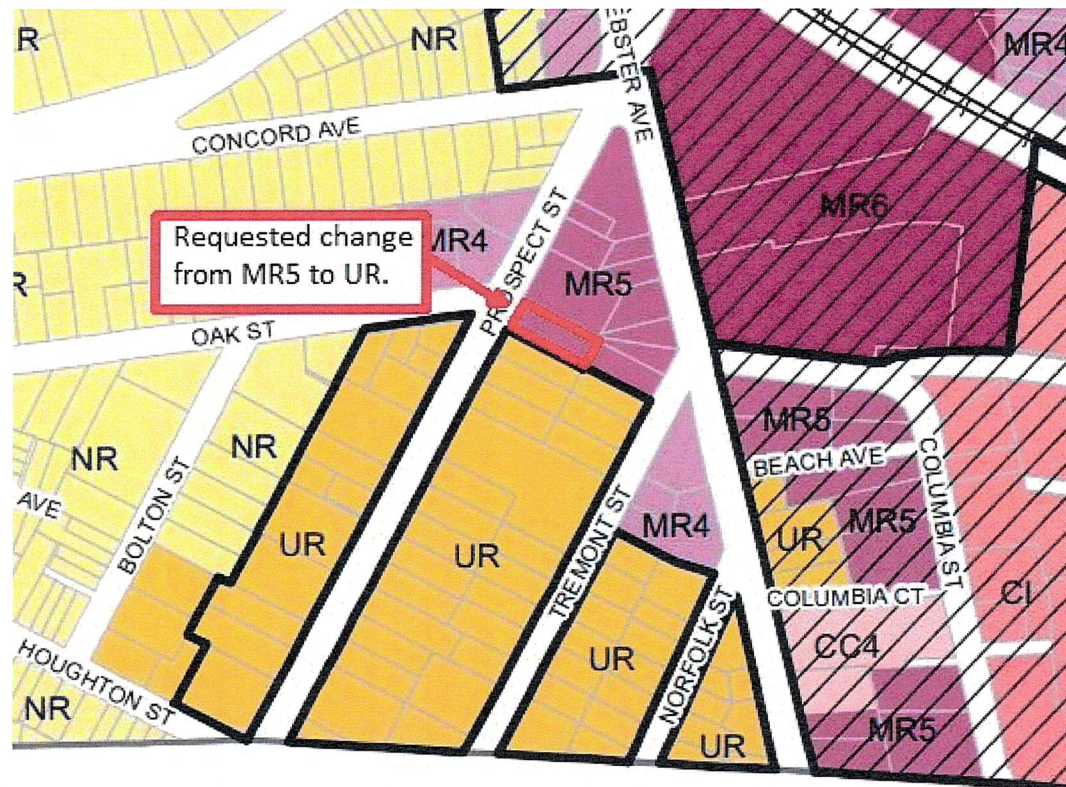 .R
NR
EBSTER AVE
MR4
CONCORD AVE
MR6
Requested change
from MR5 to UR.
MR4
PROSPECT ST
MR5
R
OAK ST
NR
NR
MR5
BEACH AVE
AVE
BOLTON ST
UR
UR
TREMONT ST
MR4
UR
MR5
COLUMBIA ST
COLUMBIA CT
CI
HOUGHTON ST
NR
UR
NORFOLK ST
UR
CC4
MR5